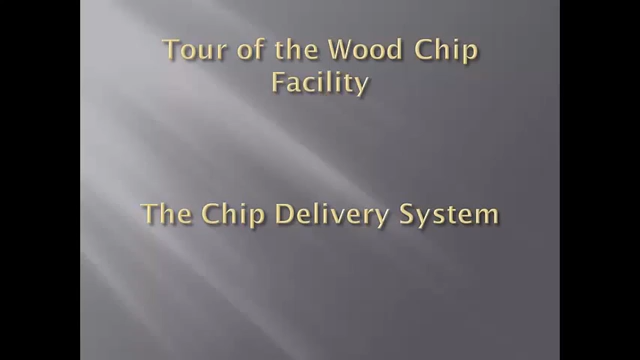 Tour of the Wood Chip
Facility
The Chip Delivery System